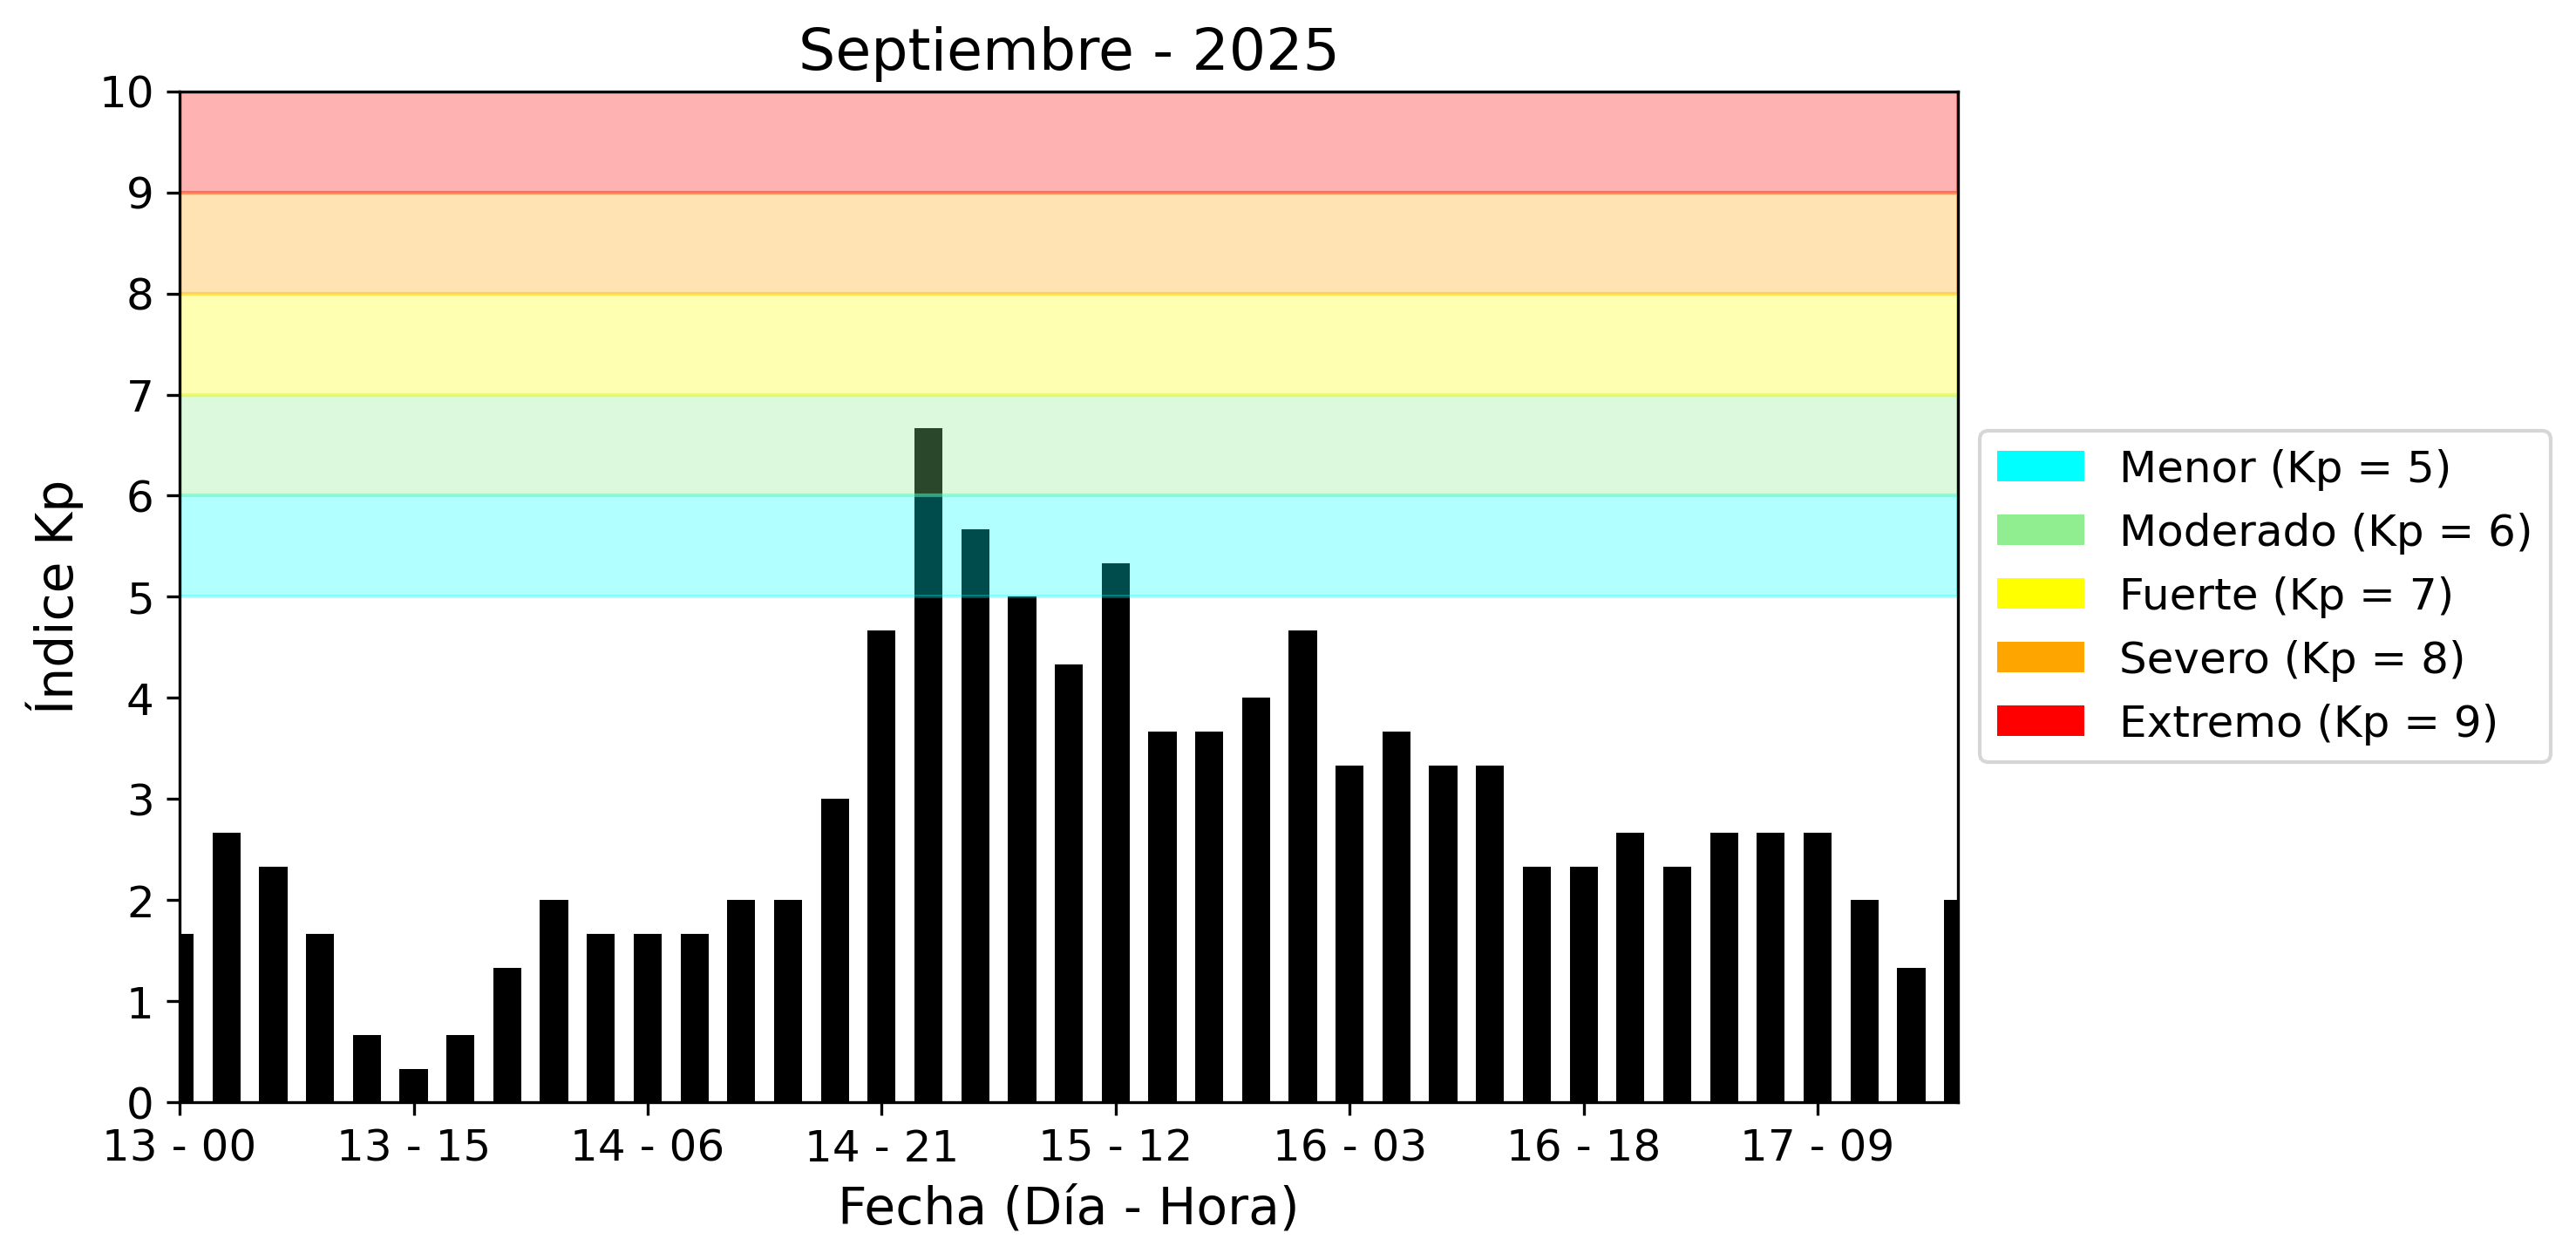 Septiembre - 2025
10
9
8
7
6
5
4
3
2
1
0
Índice Kp
13 - 00
13 - 15
14 - 06
14 - 21
15 - 12
16 - 03
16 - 18
17 - 09
Fecha (Día - Hora)
Menor (Kp = 5)
Moderado (Kp = 6)
Fuerte (Kp = 7)
Severo (Kp = 8)
Extremo (Kp = 9)